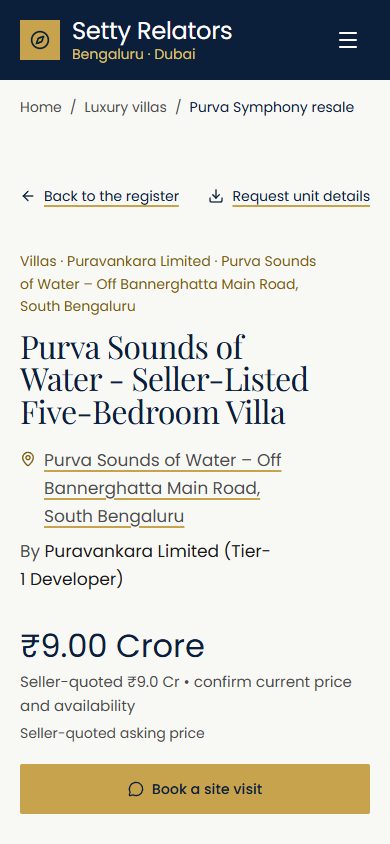 Setty Relators
Bengaluru · Dubai
Home / Luxury villas / Purva Symphony resale
Back to the register
Request unit details
Villas · Puravankara Limited · Purva Sounds
of Water – Off Bannerghatta Main Road,
South Bengaluru
Purva Sounds of
Water - Seller-Listed
Five-Bedroom Villa
Purva Sounds of Water – Off
Bannerghatta Main Road,
South Bengaluru
By Puravankara Limited (Tier-
1 Developer)
₹9.00 Crore
Seller-quoted ₹9.0 Cr • confirm current price
and availability
Seller-quoted asking price
Book a site visit